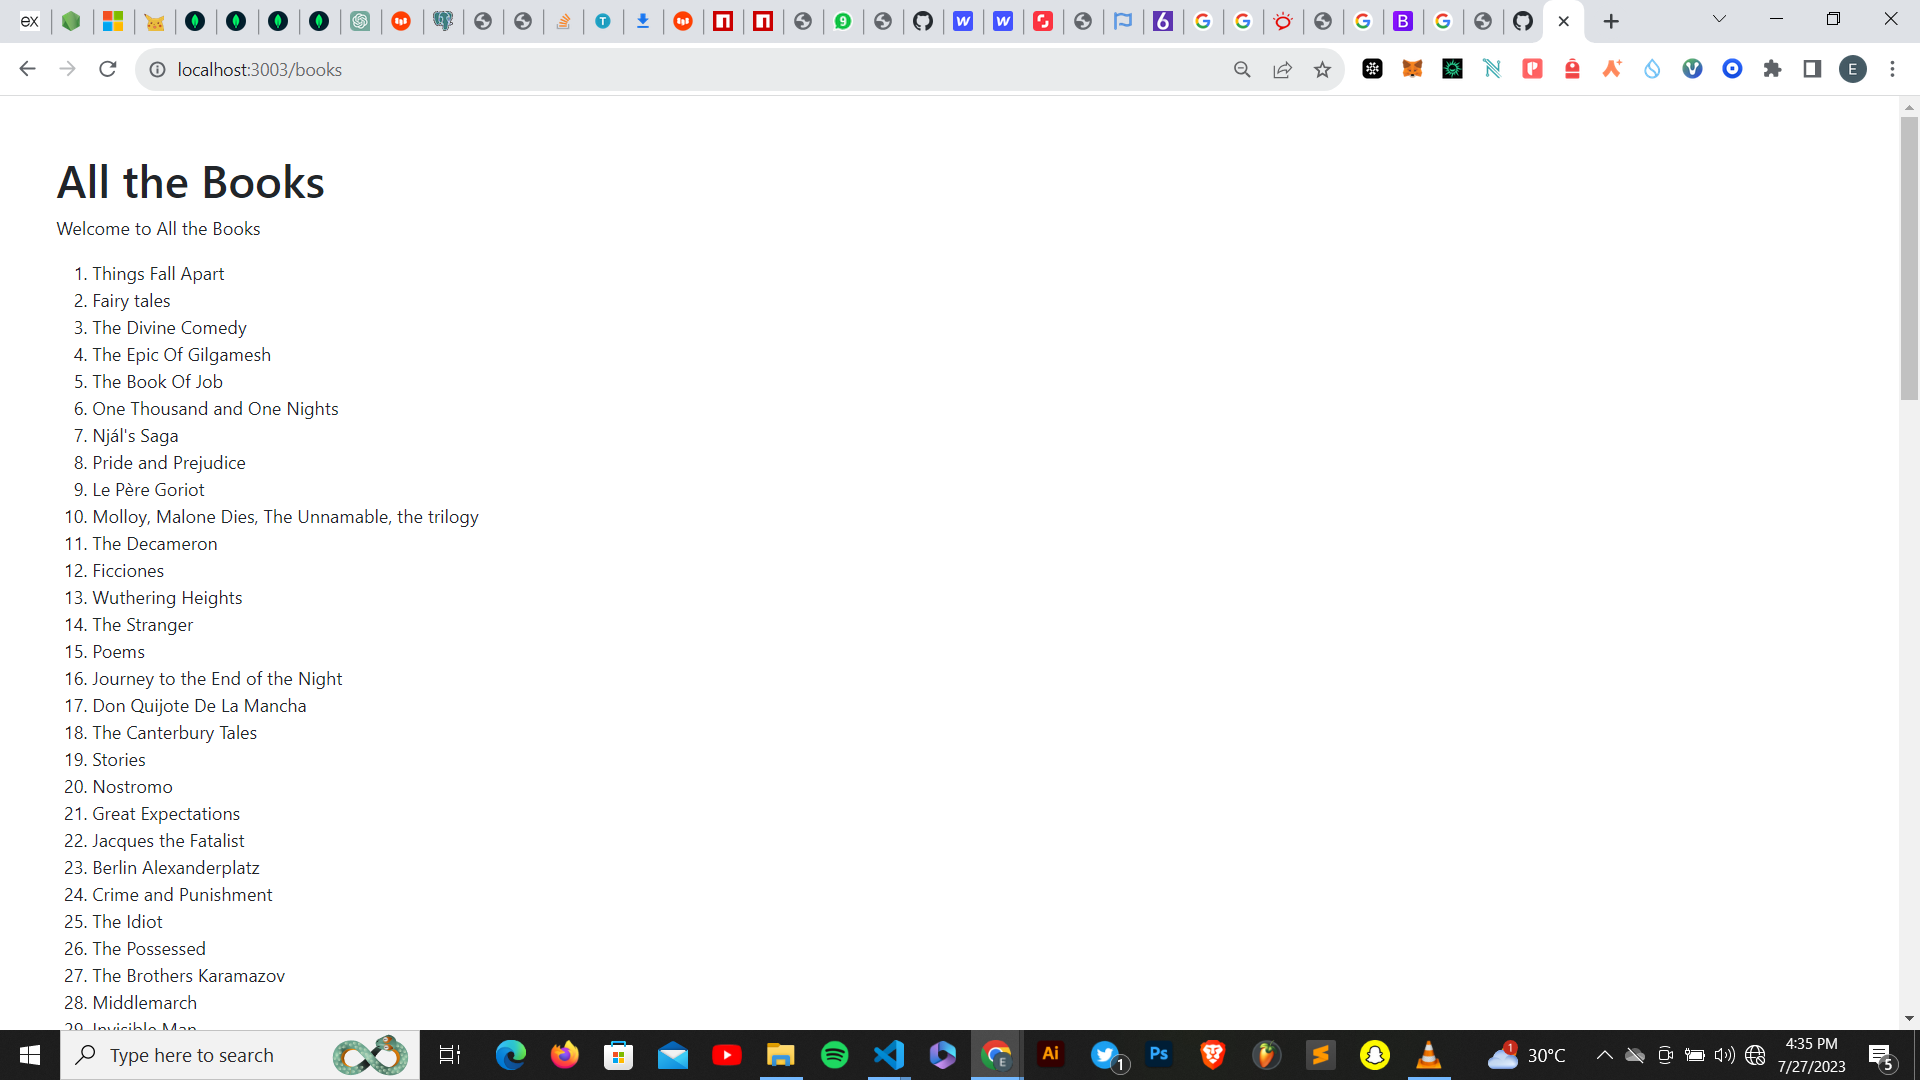 ex
localhost:3003/books
E
All the Books
Welcome to All the Books
1. Things Fall Apart
2. Fairy tales
3. The Divine Comedy
4. The Epic Of Gilgamesh
5. The Book Of Job
6. One Thousand and One Nights
7. Njál's Saga
8. Pride and Prejudice
9. Le Père Goriot
10. Molloy, Malone Dies, The Unnamable, the trilogy
11. The Decameron
12. Ficciones
13. Wuthering Heights
14. The Stranger
15. Poems
16. Journey to the End of the Night
17. Don Quijote De La Mancha
18. The Canterbury Tales
19. Stories
20. Nostromo
21. Great Expectations
22. Jacques the Fatalist
23. Berlin Alexanderplatz
24. Crime and Punishment
25. The Idiot
26. The Possessed
27. The Brothers Karamazov
28. Middlemarch
29. Invisible Man
Type here to search
Ai
1
Ps
1
30°C
4:35 PM
7/27/2023
5